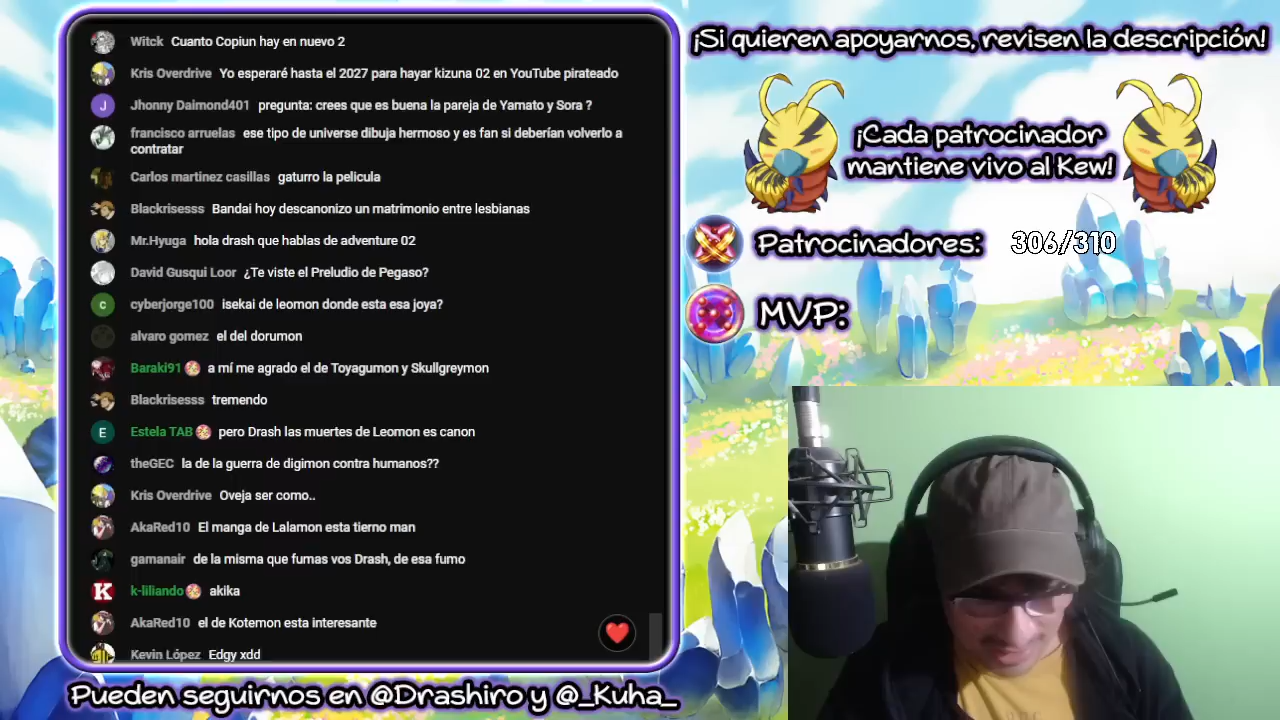 Witck Cuanto Copiun hay en nuevo 2
Kris Overdrive Yo esperaré hasta el 2027 para hayar kizuna 02 en YouTube pirateado
J Jhonny Daimond401 pregunta: crees que es buena la pareja de Yamato y Sora ?
francisco arruelas ese tipo de universe dibuja hermoso y es fan si deberían volverlo a
contratar
Carlos martinez casillas gaturro la pelicula
Blackrisesss Bandai hoy descanonizo un matrimonio entre lesbianas
Mr.Hyuga hola drash que hablas de adventure 02
David Gusqui Loor ¿Te viste el Preludio de Pegaso?
c cyberjorge100 isekai de leomon donde esta esa joya?
alvaro gomez el del dorumon
Baraki91 a mí me agrado el de Toyagumon y Skullgreymon
Blackrisesss tremendo
E Estela TAB pero Drash las muertes de Leomon es canon
theGEC la de la guerra de digimon contra humanos??
Kris Overdrive Oveja ser como..
AkaRed10 El manga de Lalamon esta tierno man
gamanair de la misma que fumas vos Drash, de esa fumo
K k-liliando akika
AkaRed10 el de Kotemon esta interesante
Kevin López Edgy xdd
Pueden seguirnos en @Drashiro y @_Kuha_
¡Si quieren apoyarnos, revisen la descripción!
¡Cada patrocinador
mantiene vivo al Kew!
Patrocinadores: 306/310
MVP: